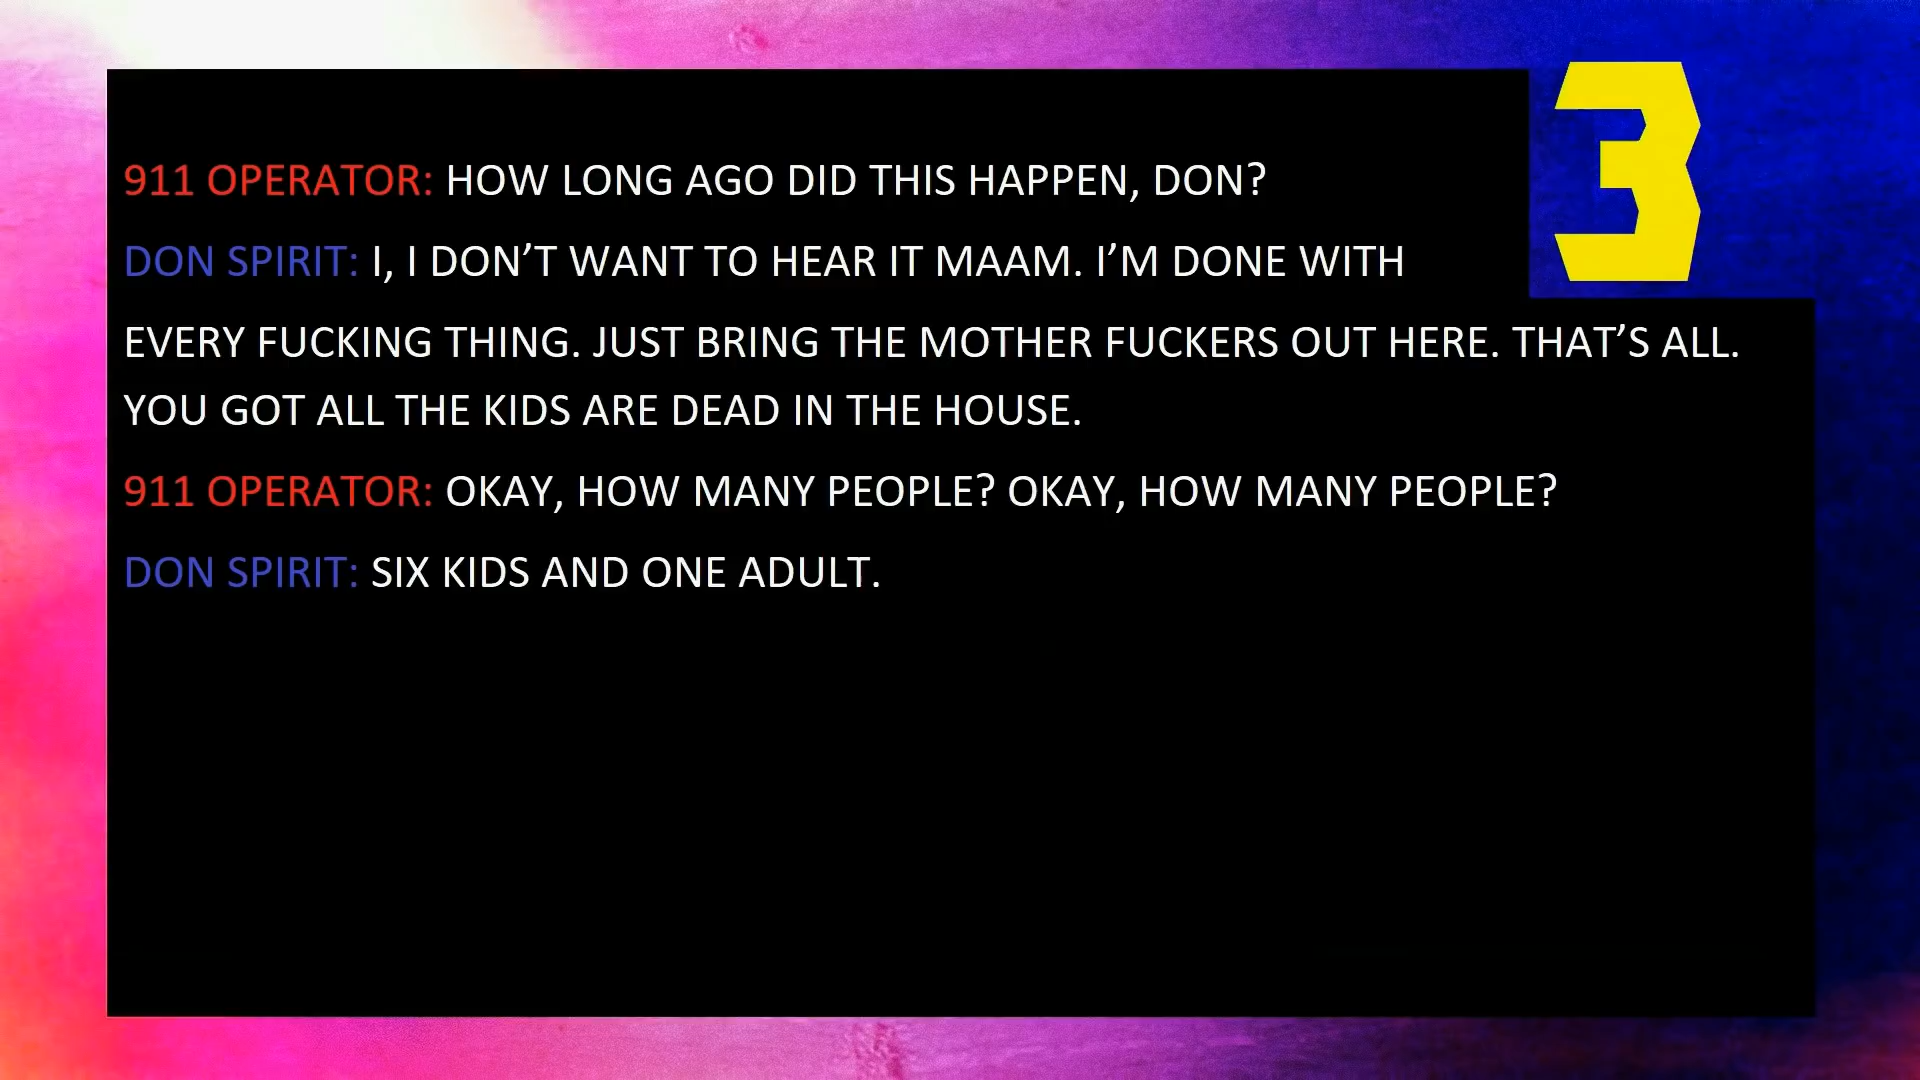 3
911 OPERATOR: HOW LONG AGO DID THIS HAPPEN, DON?
DON SPIRIT: I, I DON’T WANT TO HEAR IT MAAM. I’M DONE WITH
EVERY FUCKING THING. JUST BRING THE MOTHER FUCKERS OUT HERE. THAT’S ALL.
YOU GOT ALL THE KIDS ARE DEAD IN THE HOUSE.
911 OPERATOR: OKAY, HOW MANY PEOPLE? OKAY, HOW MANY PEOPLE?
DON SPIRIT: SIX KIDS AND ONE ADULT.